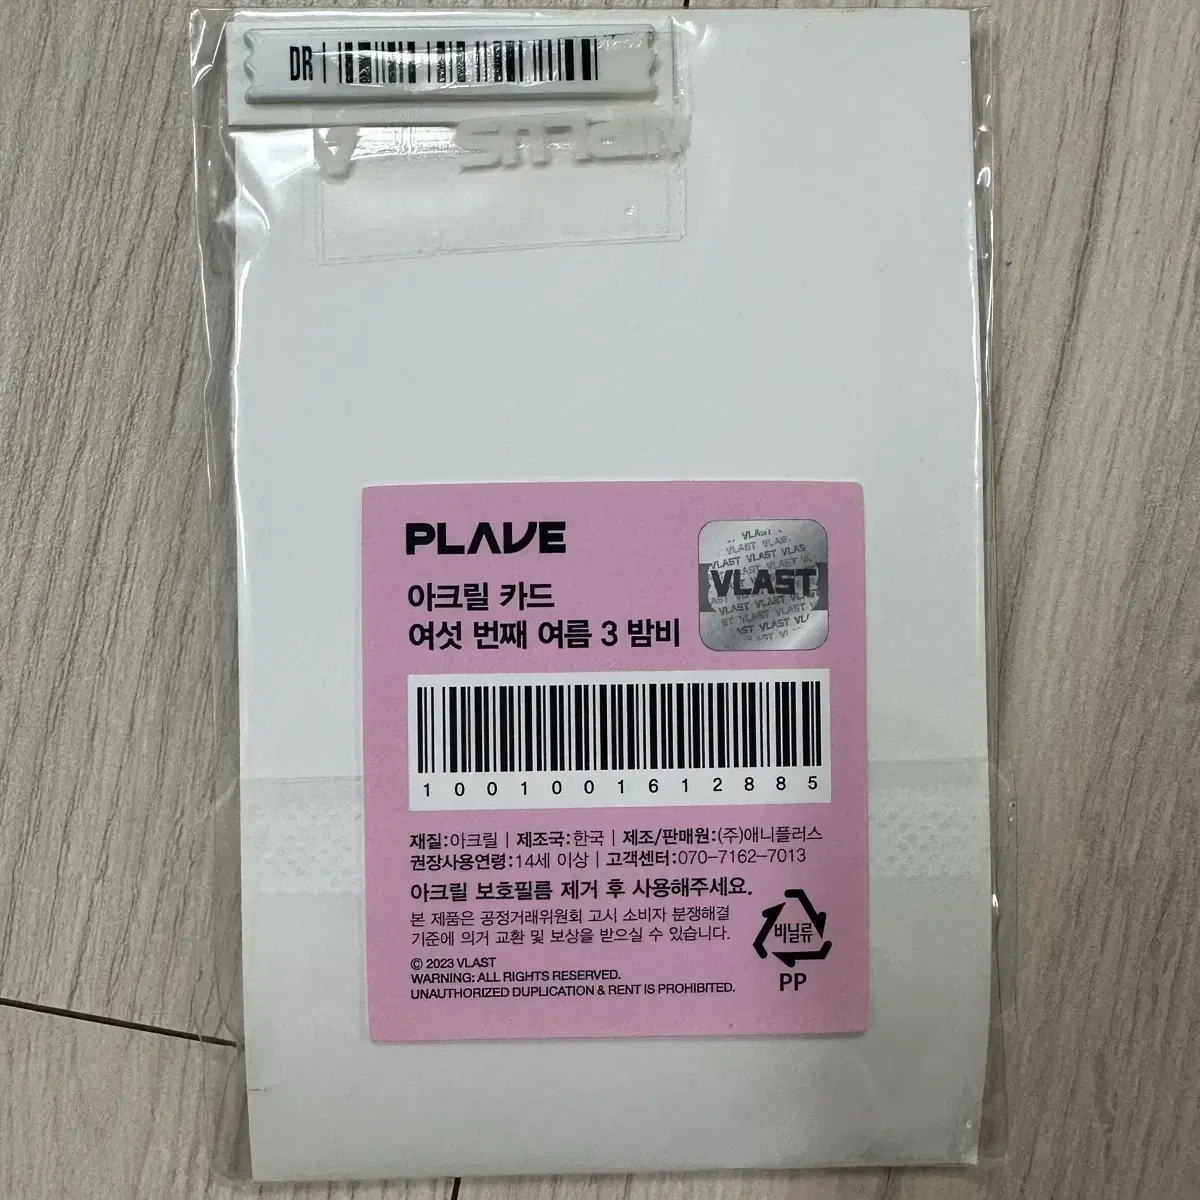 DR
PLAVE
아크릴 카드
여섯 번째 여름 3 밤비
VLAST
1001001612885
재질:아크릴 | 제조국:한국 | 제조/판매원:(주)애니플러스
권장사용연령:14세 이상 | 고객센터:070-7162-7013
아크릴 보호필름 제거 후 사용해주세요.
본 제품은 공정거래위원회 고시 소비자 분쟁해결
기준에 의거 교환 및 보상을 받으실 수 있습니다.
비닐류
PP
© 2023 VLAST
WARNING: ALL RIGHTS RESERVED.
UNAUTHORIZED DUPLICATION & RENT IS PROHIBITED.